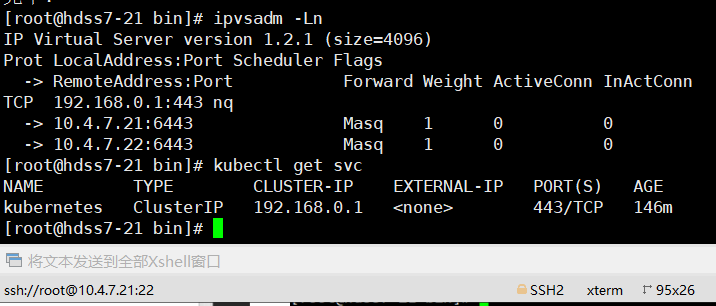 [root@hdss7-21 bin]# ipvsadm -Ln
IP Virtual Server version 1.2.1 (size=4096)
Prot LocalAddress:Port Scheduler Flags
  -> RemoteAddress:Port           Forward Weight ActiveConn InActConn
TCP  192.168.0.1:443 nq
  -> 10.4.7.21:6443               Masq    1      0          0
  -> 10.4.7.22:6443               Masq    1      0          0
[root@hdss7-21 bin]# kubectl get svc
NAME         TYPE        CLUSTER-IP    EXTERNAL-IP   PORT(S)   AGE
kubernetes   ClusterIP   192.168.0.1   <none>        443/TCP   146m
[root@hdss7-21 bin]#
将文本发送到全部Xshell窗口
ssh://root@10.4.7.21:22 SSH2 xterm 95x26